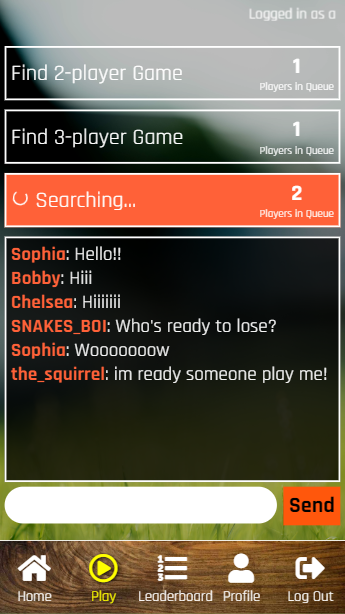 Logged in as a
Find 2-player Game
1
Players in Queue
Find 3-player Game
1
Players in Queue
Searching...
2
Players in Queue
Sophia: Hello!!
Bobby: Hiii
Chelsea: Hiiiiiii
SNAKES_BOI: Who's ready to lose?
Sophia: Wooooooow
the_squirrel: im ready someone play me!
Send
Home
Play
Leaderboard
Profile
Log Out